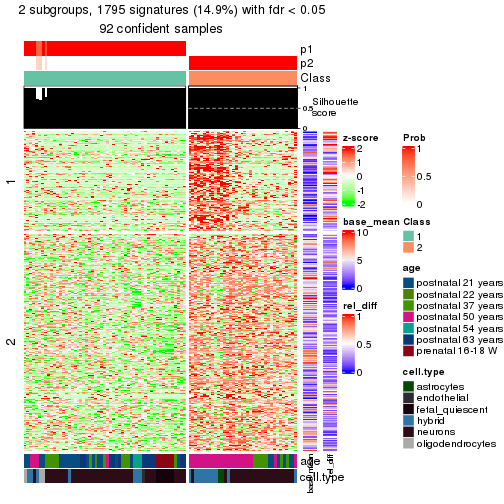 2 subgroups, 1795 signatures (14.9%) with fdr < 0.05
92 confident samples
p1
p2
Class
1
0.5
0
Silhouette
score
1
2
z-score
2
1
0
-1
-2
Prob
1
0.5
0
base_mean
10
5
0
Class
1
2
rel_diff
1
0.5
0
age
postnatal 21 years
postnatal 22 years
postnatal 37 years
postnatal 50 years
postnatal 54 years
postnatal 63 years
prenatal 16-18 W
cell.type
astrocytes
endothelial
fetal_quiescent
hybrid
neurons
oligodendrocytes
age
cell.type
base_mean
rel_diff